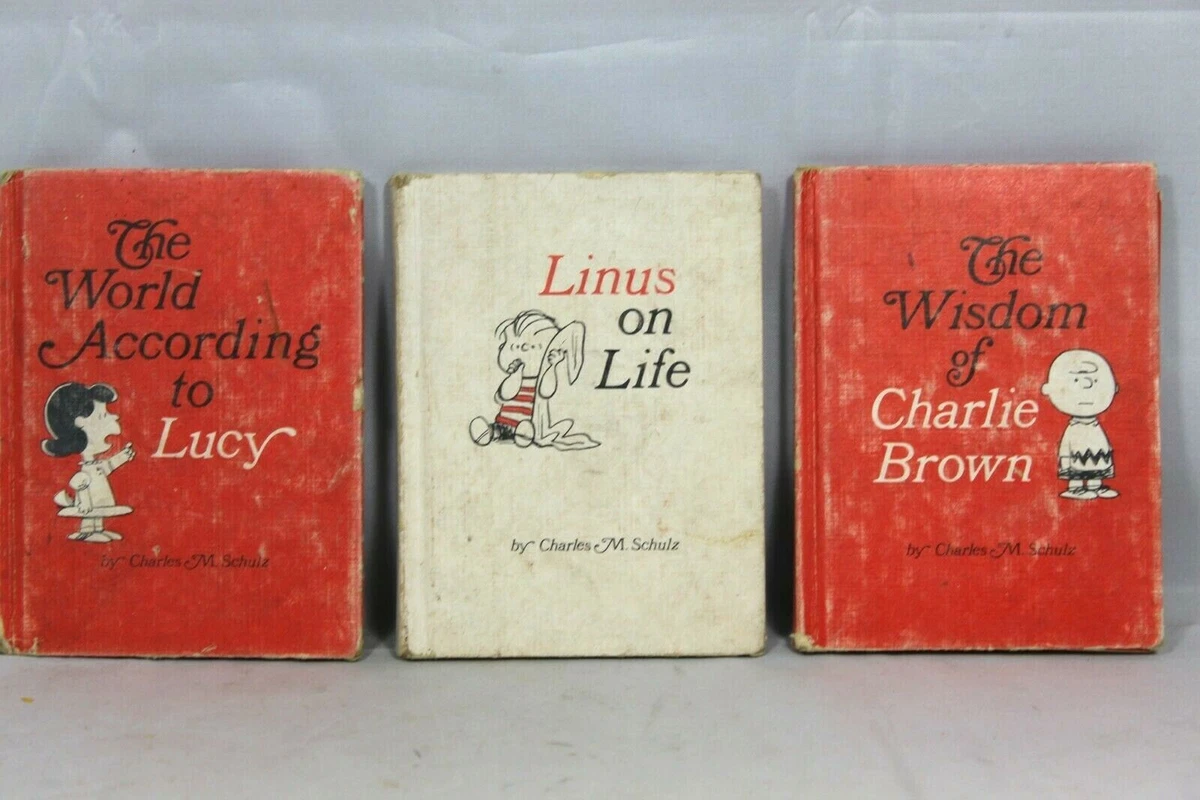 The
World
According
to
Lucy
by Charles M. Schulz
Linus
on
Life
by Charles M. Schulz
The
Wisdom
of
Charlie
Brown
by Charles M. Schulz